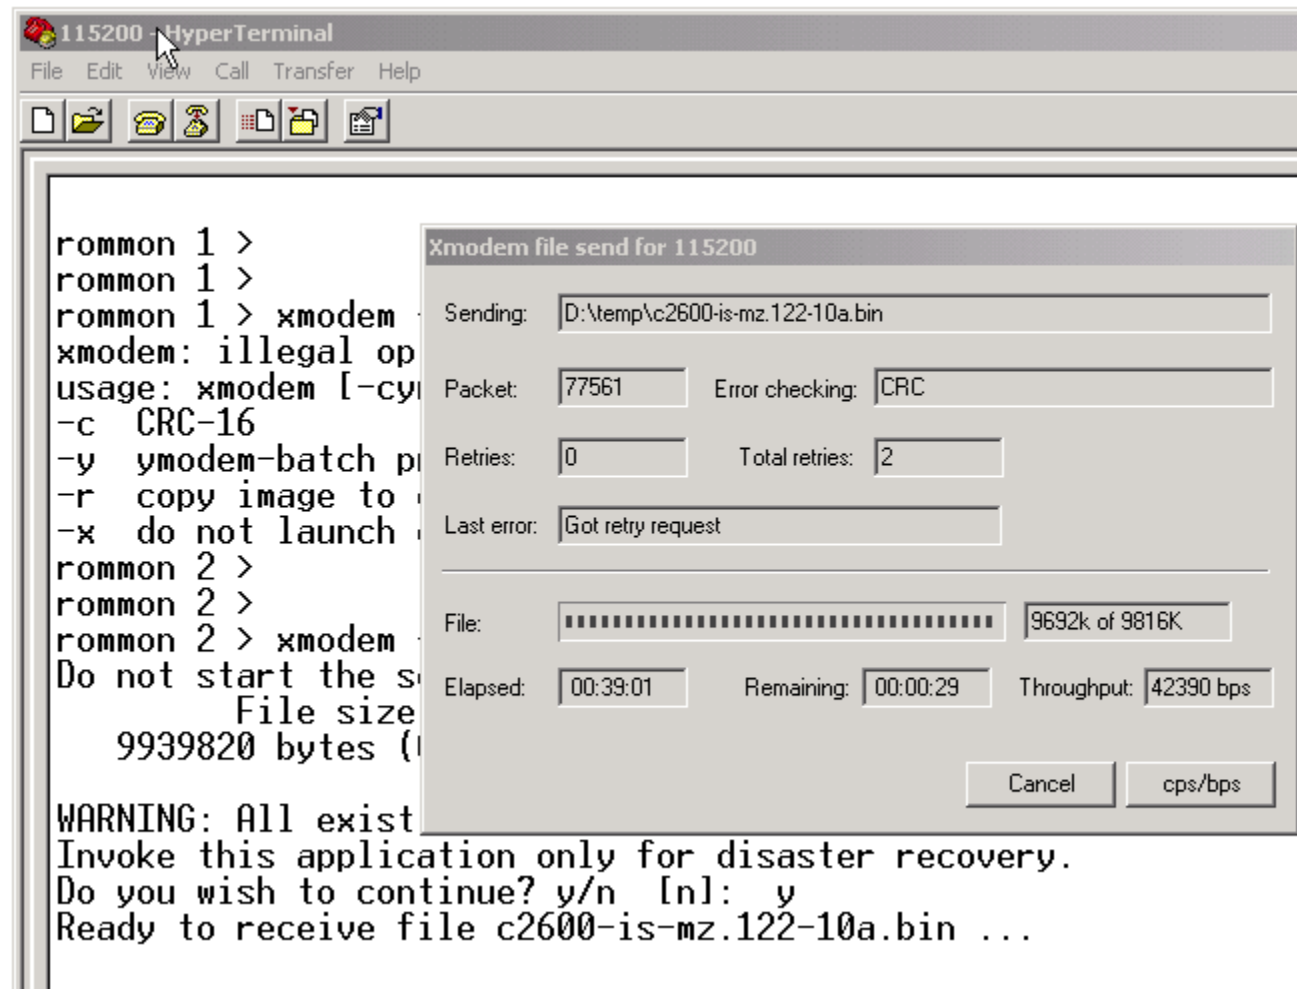 115200 - HyperTerminal
File Edit View Call Transfer Help
rommon 1 >
rommon 1 >
rommon 1 > xmodem
xmodem: illegal op
usage: xmodem [-cy
-c CRC-16
-y ymodem-batch p
-r copy image to
-x do not launch
rommon 2 >
rommon 2 >
rommon 2 > xmodem
Do not start the s
File size
9939820 bytes (
WARNING: All exist
Invoke this application only for disaster recovery.
Do you wish to continue? y/n [n]: y
Ready to receive file c2600-is-mz.122-10a.bin ...
Xmodem file send for 115200
Sending: D:\temp\c2600-is-mz.122-10a.bin
Packet: 77561 Error checking: CRC
Retries: 0 Total retries: 2
Last error: Got retry request
File: 9692k of 9816K
Elapsed: 00:39:01 Remaining: 00:00:29 Throughput: 42390 bps
Cancel cps/bps